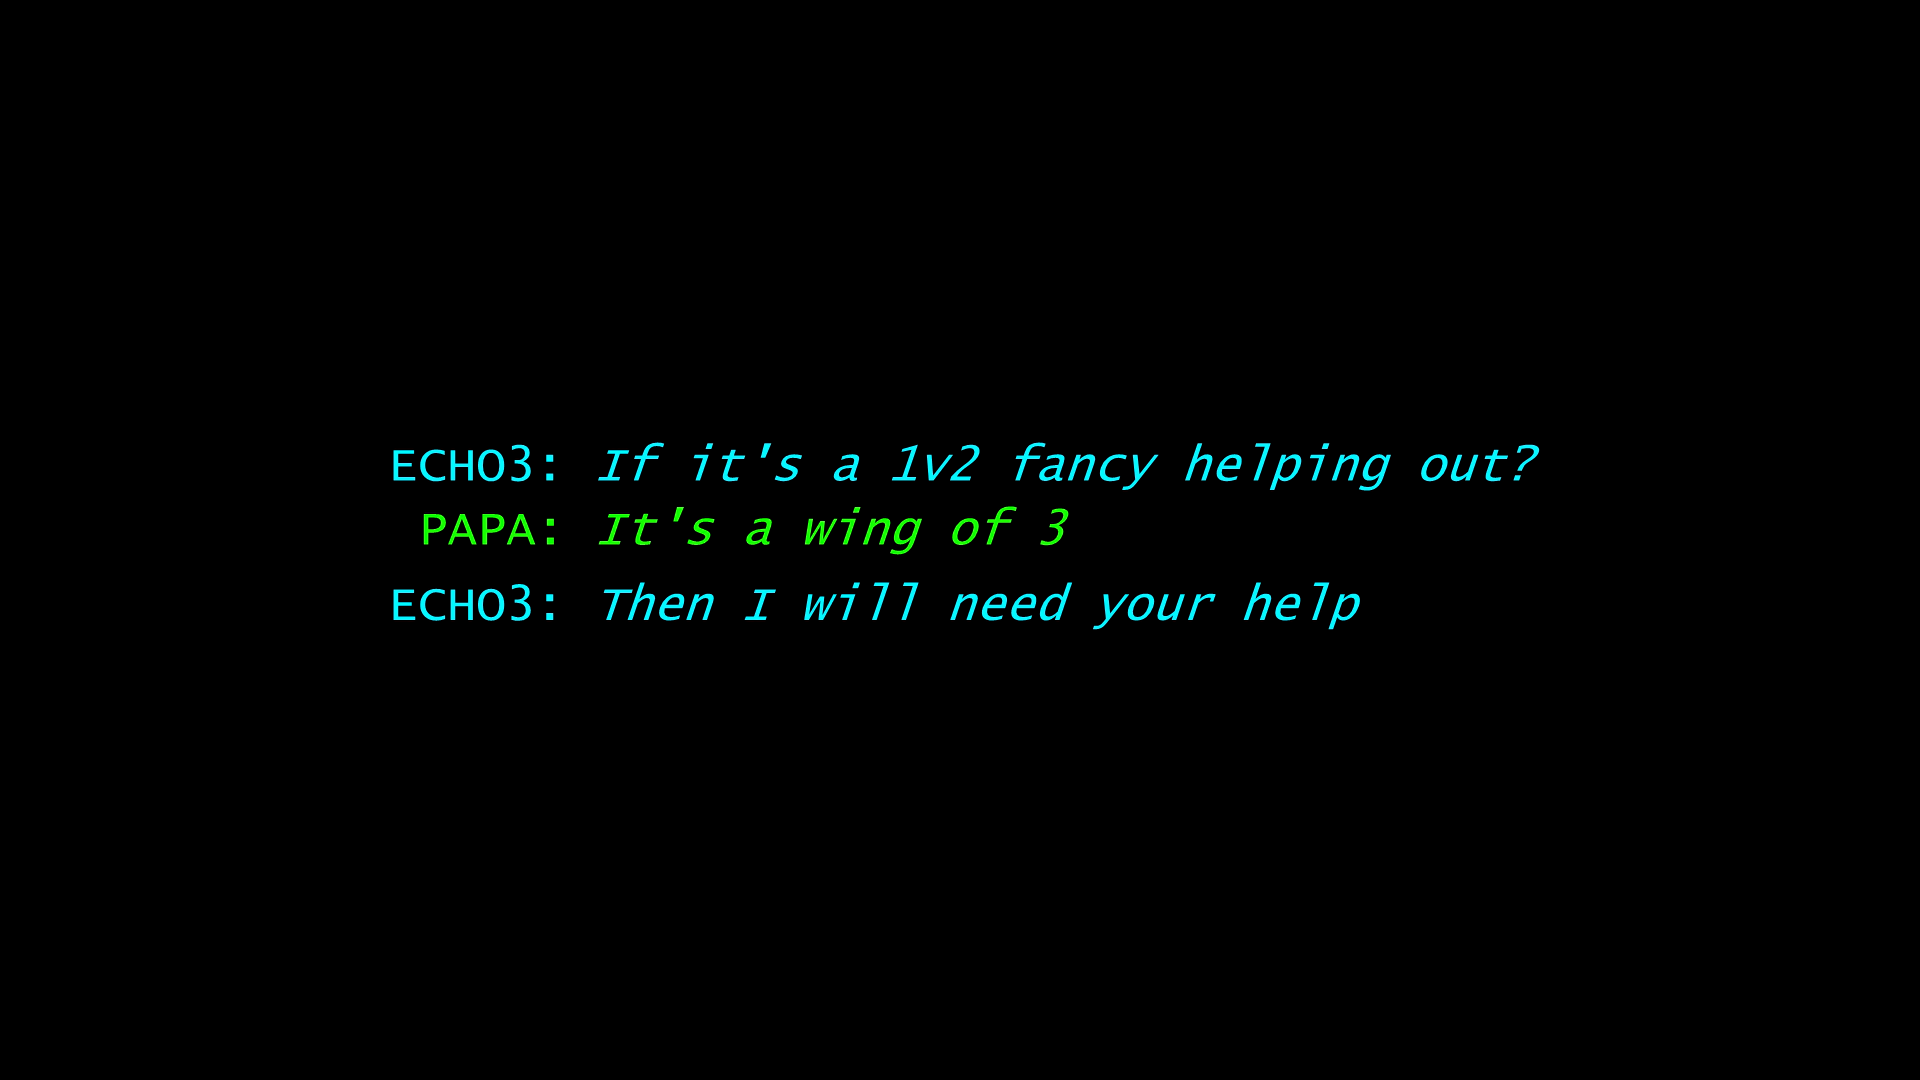 ECHO3: If it's a 1v2 fancy helping out?
PAPA: It's a wing of 3
ECHO3: Then I will need your help